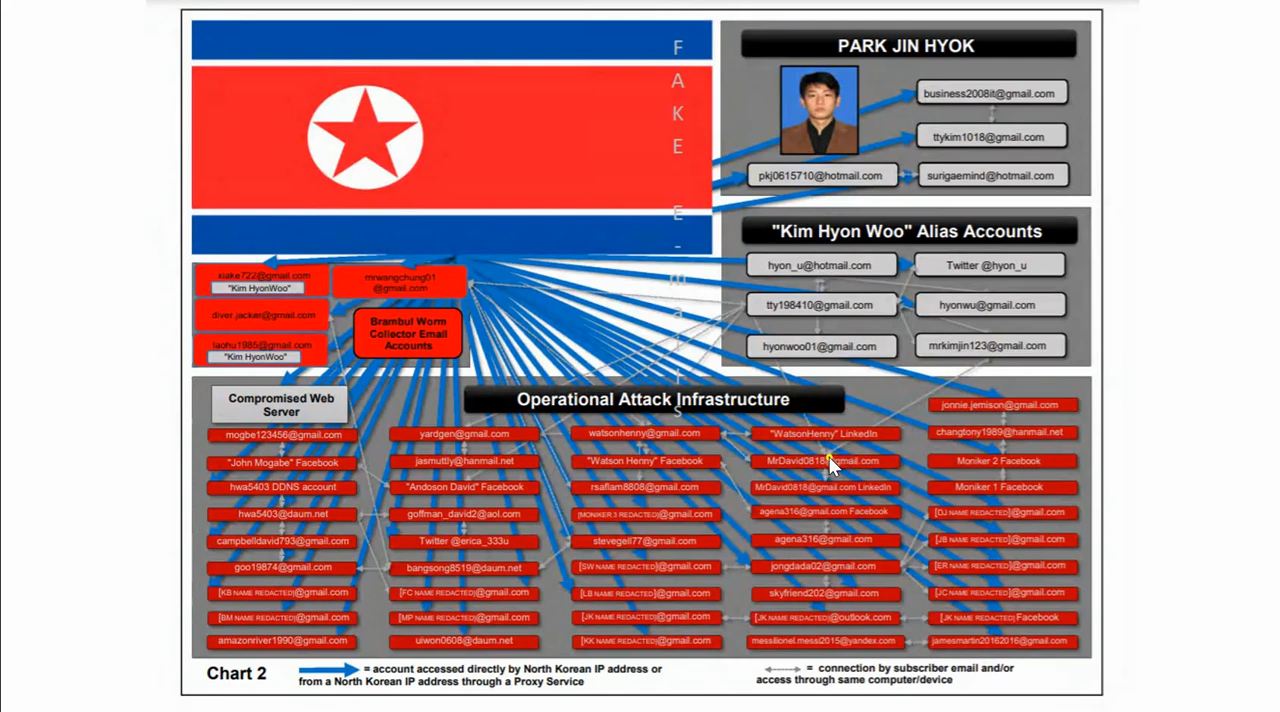 PARK JIN HYOK
business2008it@gmail.com
ttykim1018@gmail.com
pkj0615710@hotmail.com
surigaemind@hotmail.com
FAKE E-mails
"Kim Hyon Woo" Alias Accounts
hyon_u@hotmail.com
Twitter @hyon_u
tty198410@gmail.com
hyonwu@gmail.com
hyonwoo01@gmail.com
mrkimjin123@gmail.com
xiake722@gmail.com
"Kim HyonWoo"
mrwangchung01
@gmail.com
diver.jacker@gmail.com
laohu1985@gmail.com
"Kim HyonWoo"
Brambul Worm
Collector Email
Accounts
Compromised Web
Server
Operational Attack Infrastructure
jonnie.jemison@gmail.com
mogbe123456@gmail.com
yardgen@gmail.com
watsonhenny@gmail.com
"WatsonHenny" LinkedIn
changtony1989@hanmail.net
"John Mogabe" Facebook
jasmuttly@hanmail.net
"Watson Henny" Facebook
MrDavid0818@gmail.com
Moniker 2 Facebook
hwa5403 DDNS account
"Andoson David" Facebook
rsaflam8808@gmail.com
MrDavid0818@gmail.com LinkedIn
Moniker 1 Facebook
hwa5403@daum.net
goffman_david2@aol.com
[MONIKER 3 REDACTED]@gmail.com
agena316@gmail.com Facebook
[DJ NAME REDACTED]@gmail.com
campbelldavid793@gmail.com
Twitter @erica_333u
stevegell77@gmail.com
agena316@gmail.com
[JB NAME REDACTED]@gmail.com
goo19874@gmail.com
bangsong8519@daum.net
[SW NAME REDACTED]@gmail.com
jongdada02@gmail.com
[ER NAME REDACTED]@gmail.com
[KB NAME REDACTED]@gmail.com
[FC NAME REDACTED]@gmail.com
[LB NAME REDACTED]@gmail.com
skyfriend202@gmail.com
[JC NAME REDACTED]@gmail.com
[BM NAME REDACTED]@gmail.com
[MP NAME REDACTED]@gmail.com
[JK NAME REDACTED]@gmail.com
[JK NAME REDACTED]@outlook.com
[JK NAME REDACTED] Facebook
amazonriver1990@gmail.com
uiwon0608@daum.net
[KK NAME REDACTED]@gmail.com
messilionel.messi2015@yandex.com
jamesmartin20162016@gmail.com
Chart 2
= account accessed directly by North Korean IP address or
from a North Korean IP address through a Proxy Service
= connection by subscriber email and/or
access through same computer/device